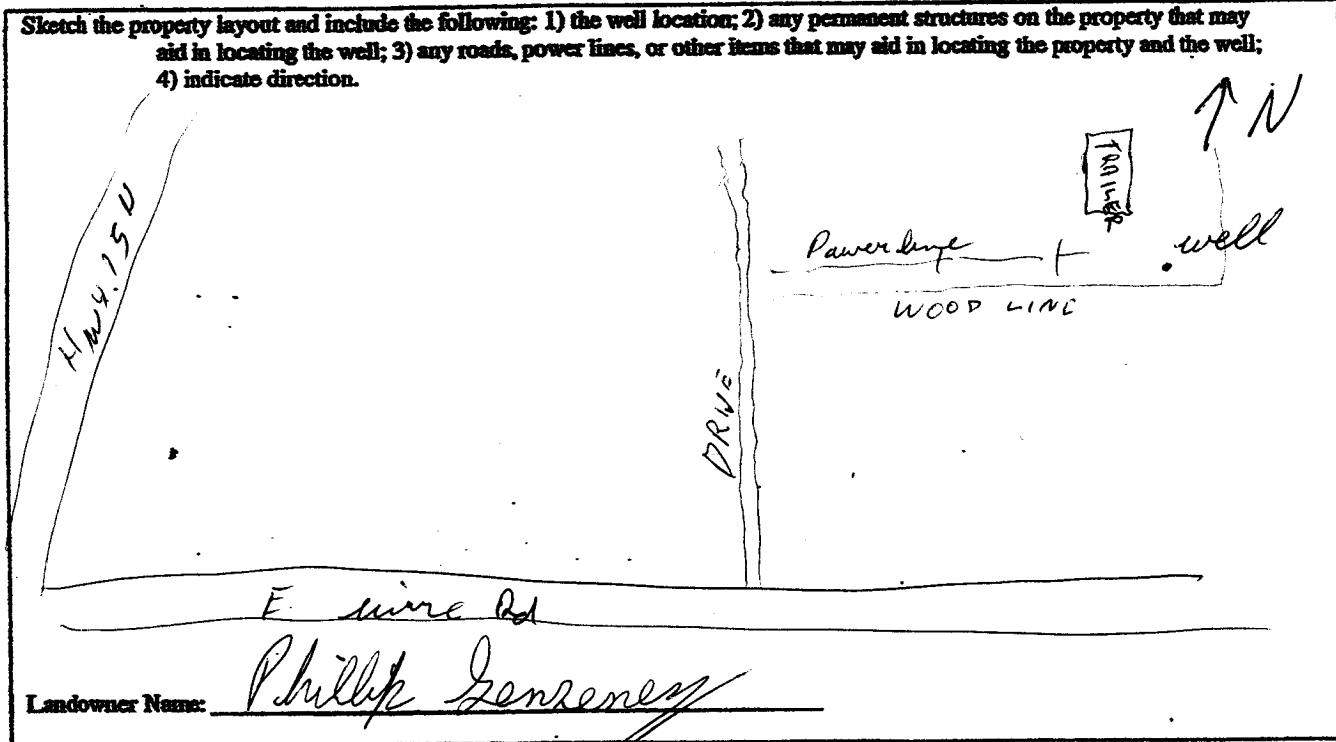 Sketch the property layout and include the following: 1) the well location; 2) any permanent structures on the property that may
aid in locating the well; 3) any roads, power lines, or other items that may aid in locating the property and the well;
4) indicate direction.
N
TRAILER
HWY. 15 N
Power line
well
WOOD LINE
DRIVE
E. Rd
Landowner Name: Phillip